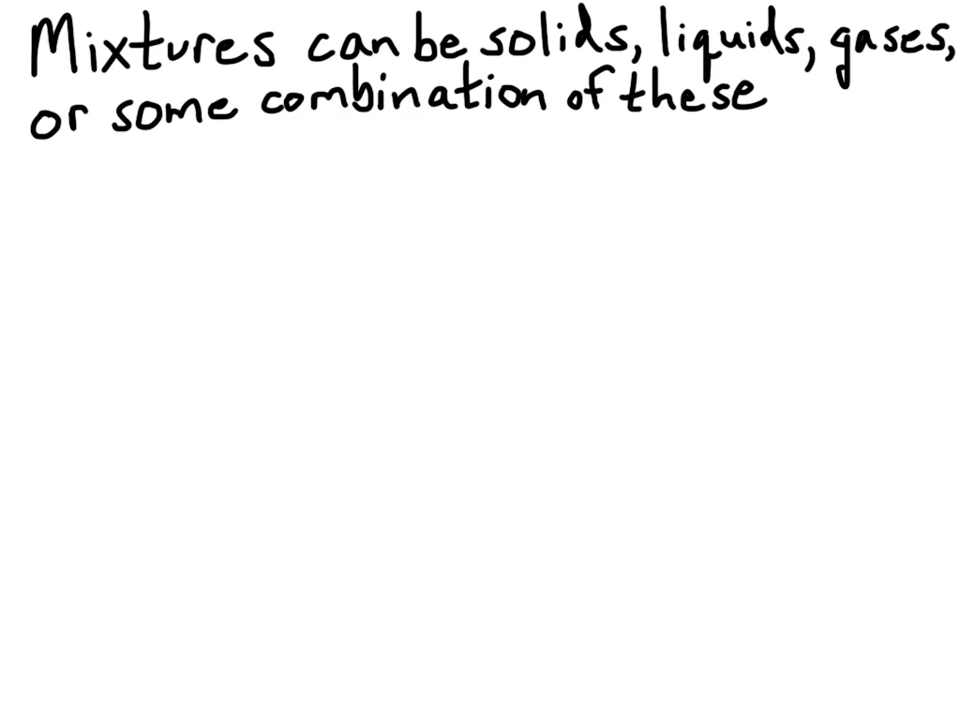 Mixtures can be solids, liquids, gases,
or some combination of these